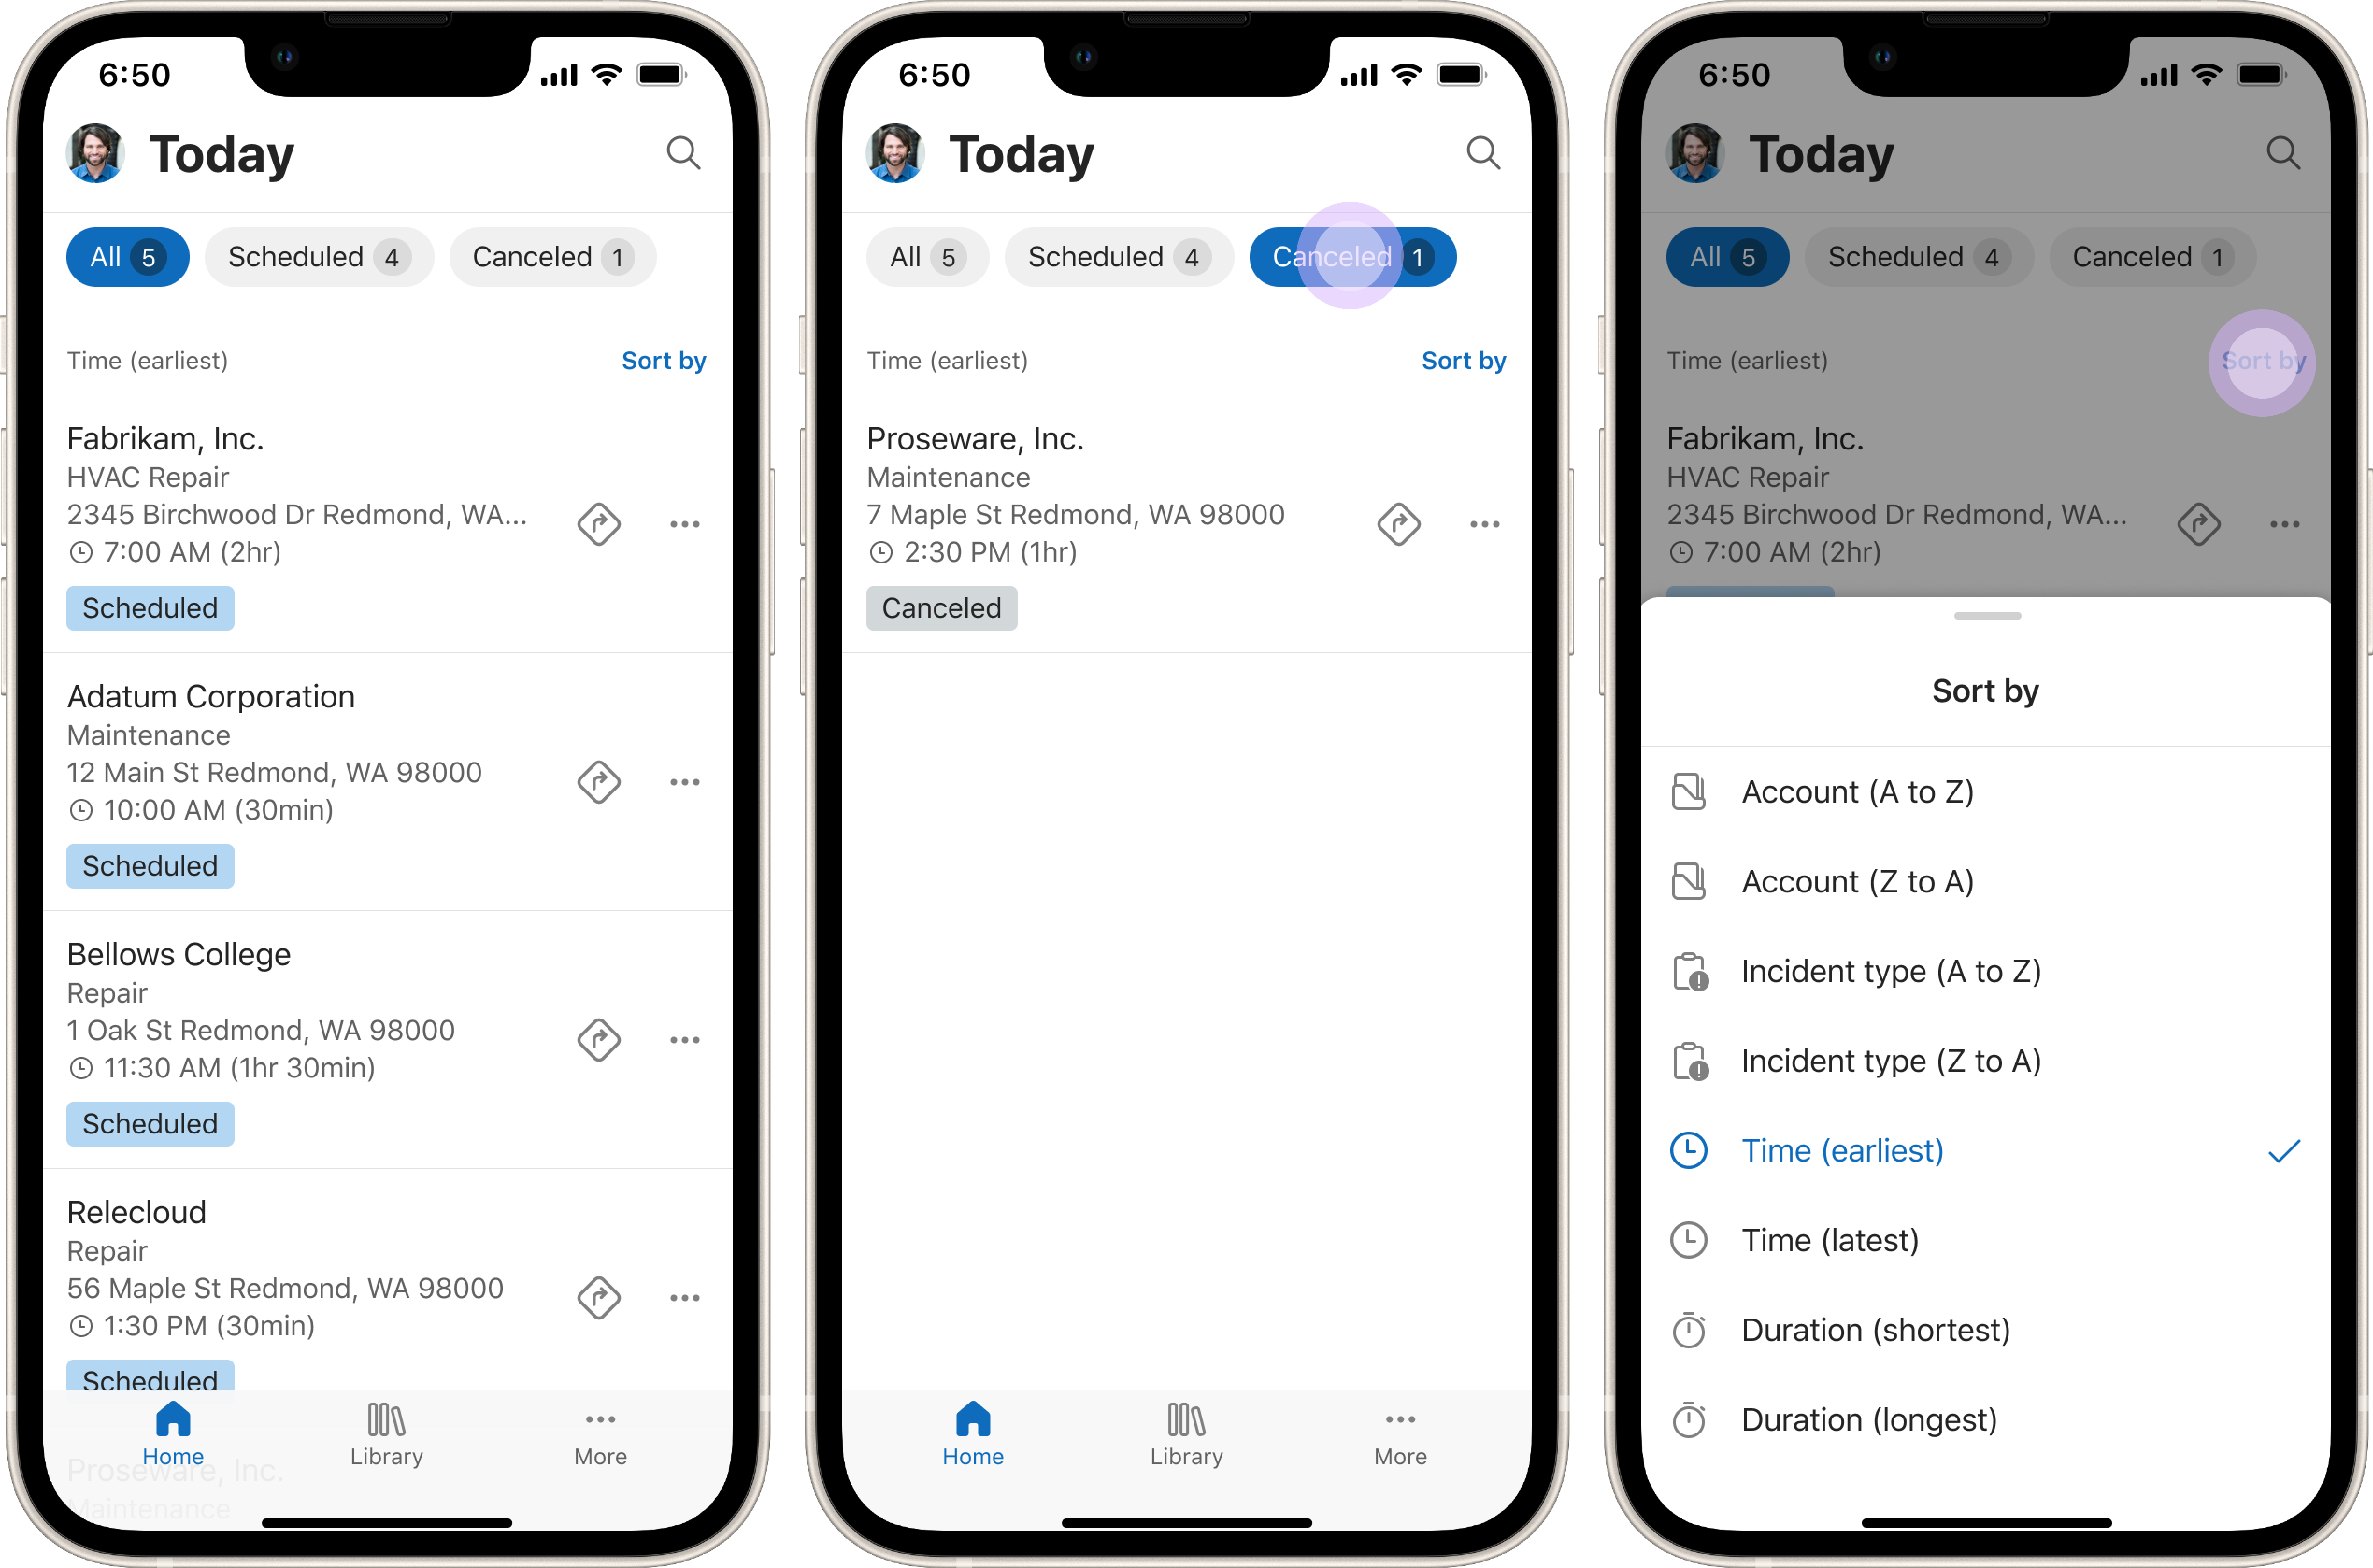 6:50
Today
All 5 Scheduled 4 Canceled 1
Time (earliest) Sort by
Fabrikam, Inc.
HVAC Repair
2345 Birchwood Dr Redmond, WA...
7:00 AM (2hr)
Scheduled
Adatum Corporation
Maintenance
12 Main St Redmond, WA 98000
10:00 AM (30min)
Scheduled
Bellows College
Repair
1 Oak St Redmond, WA 98000
11:30 AM (1hr 30min)
Scheduled
Relecloud
Repair
56 Maple St Redmond, WA 98000
1:30 PM (30min)
Scheduled
Home Library More
Proseware, Inc.
Maintenance
6:50
Today
All 5 Scheduled 4 Canceled 1
Time (earliest) Sort by
Proseware, Inc.
Maintenance
7 Maple St Redmond, WA 98000
2:30 PM (1hr)
Canceled
Home Library More
6:50
Today
All 5 Scheduled 4 Canceled 1
Time (earliest) Sort by
Fabrikam, Inc.
HVAC Repair
2345 Birchwood Dr Redmond, WA...
7:00 AM (2hr)
Sort by
Account (A to Z)
Account (Z to A)
Incident type (A to Z)
Incident type (Z to A)
Time (earliest)
Time (latest)
Duration (shortest)
Duration (longest)